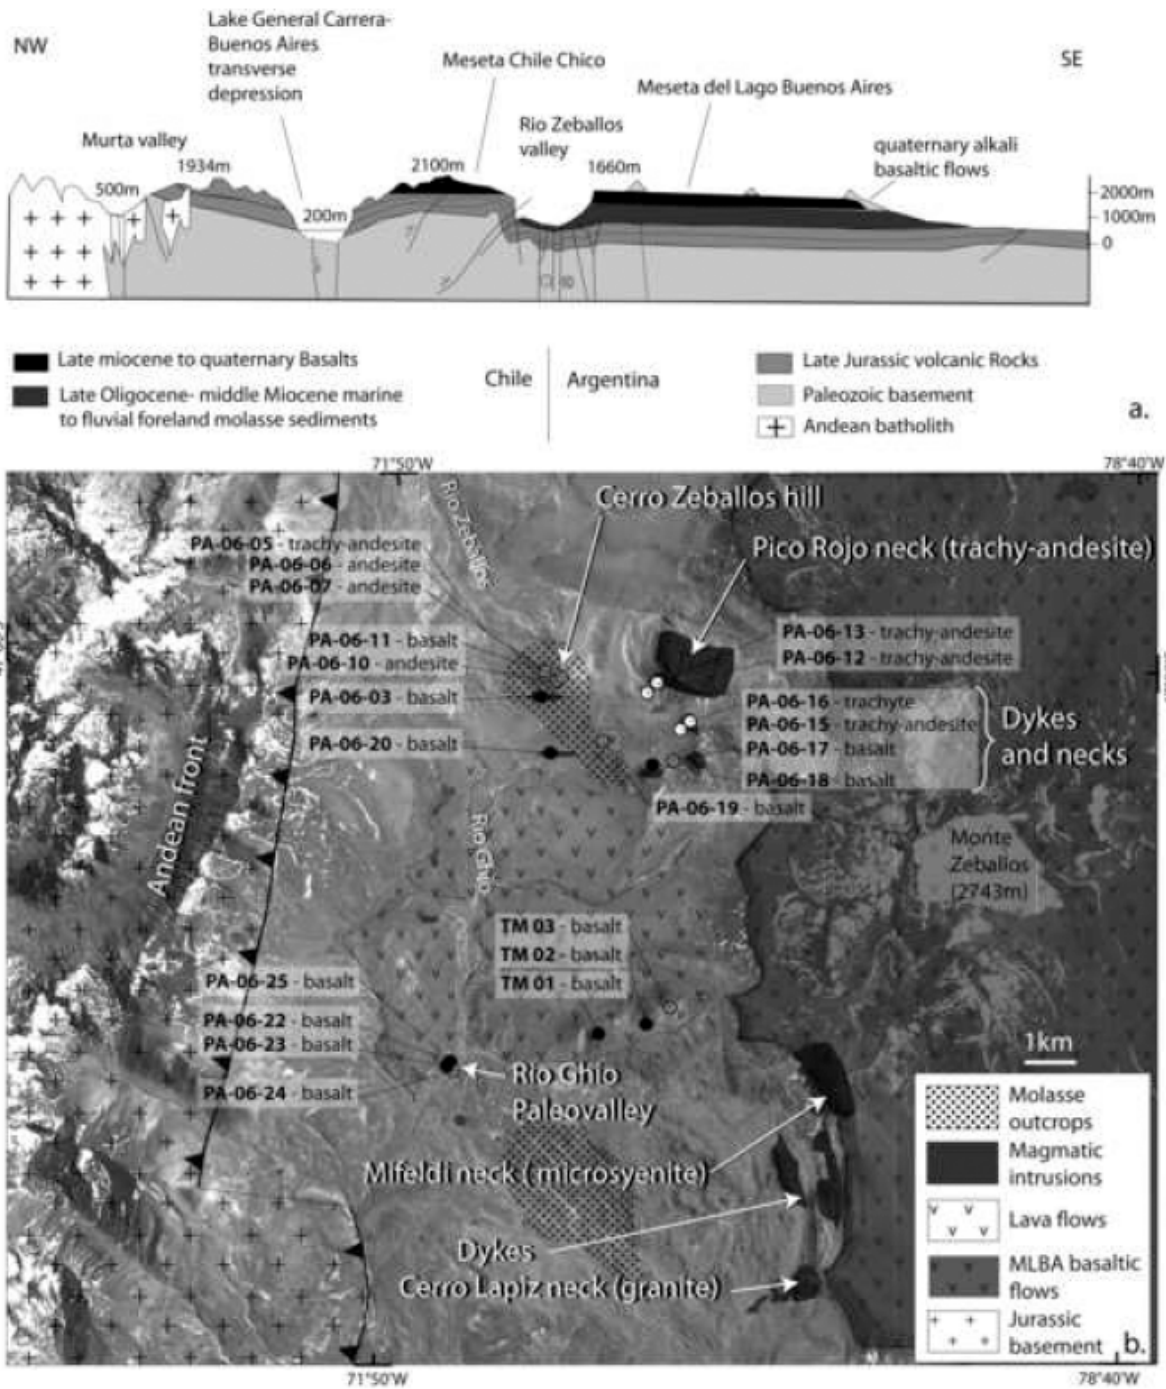 NW
Lake General Carrera-
Buenos Aires
transverse
depression
Meseta Chile Chico
SE
Meseta del Lago Buenos Aires
Rio Zeballos
valley
Murta valley
quaternary alkali
basaltic flows
1934m
2100m
1660m
500m
200m
2000m
1000m
0
Late miocene to quaternary Basalts
Late Oligocene- middle Miocene marine
to fluvial foreland molasse sediments
Chile
Argentina
Late Jurassic volcanic Rocks
Paleozoic basement
Andean batholith
a.
71°50'W
78°40'W
Rio Zeballos
Cerro Zeballos hill
Pico Rojo neck (trachy-andesite)
PA-06-05 - trachy-andesite
PA-06-06 - andesite
PA-06-07 - andesite
PA-06-11 - basalt
PA-06-10 - andesite
PA-06-03 - basalt
PA-06-20 - basalt
PA-06-13 - trachy-andesite
PA-06-12 - trachy-andesite
PA-06-16 - trachyte
PA-06-15 - trachy-andesite
PA-06-17 - basalt
PA-06-18 - basalt
Dykes
and necks
PA-06-19 - basalt
Andean front
Rio Ghio
Monte
Zeballos
(2743m)
TM 03 - basalt
TM 02 - basalt
TM 01 - basalt
PA-06-25 - basalt
PA-06-22 - basalt
PA-06-23 - basalt
PA-06-24 - basalt
Rio Ghio
Paleovalley
1km
Mifeldi neck ( microsyenite)
Dykes
Cerro Lapiz neck (granite)
Molasse
outcrops
Magmatic
intrusions
Lava flows
MLBA basaltic
flows
Jurassic
basement
b.
71°50'W
78°40'W